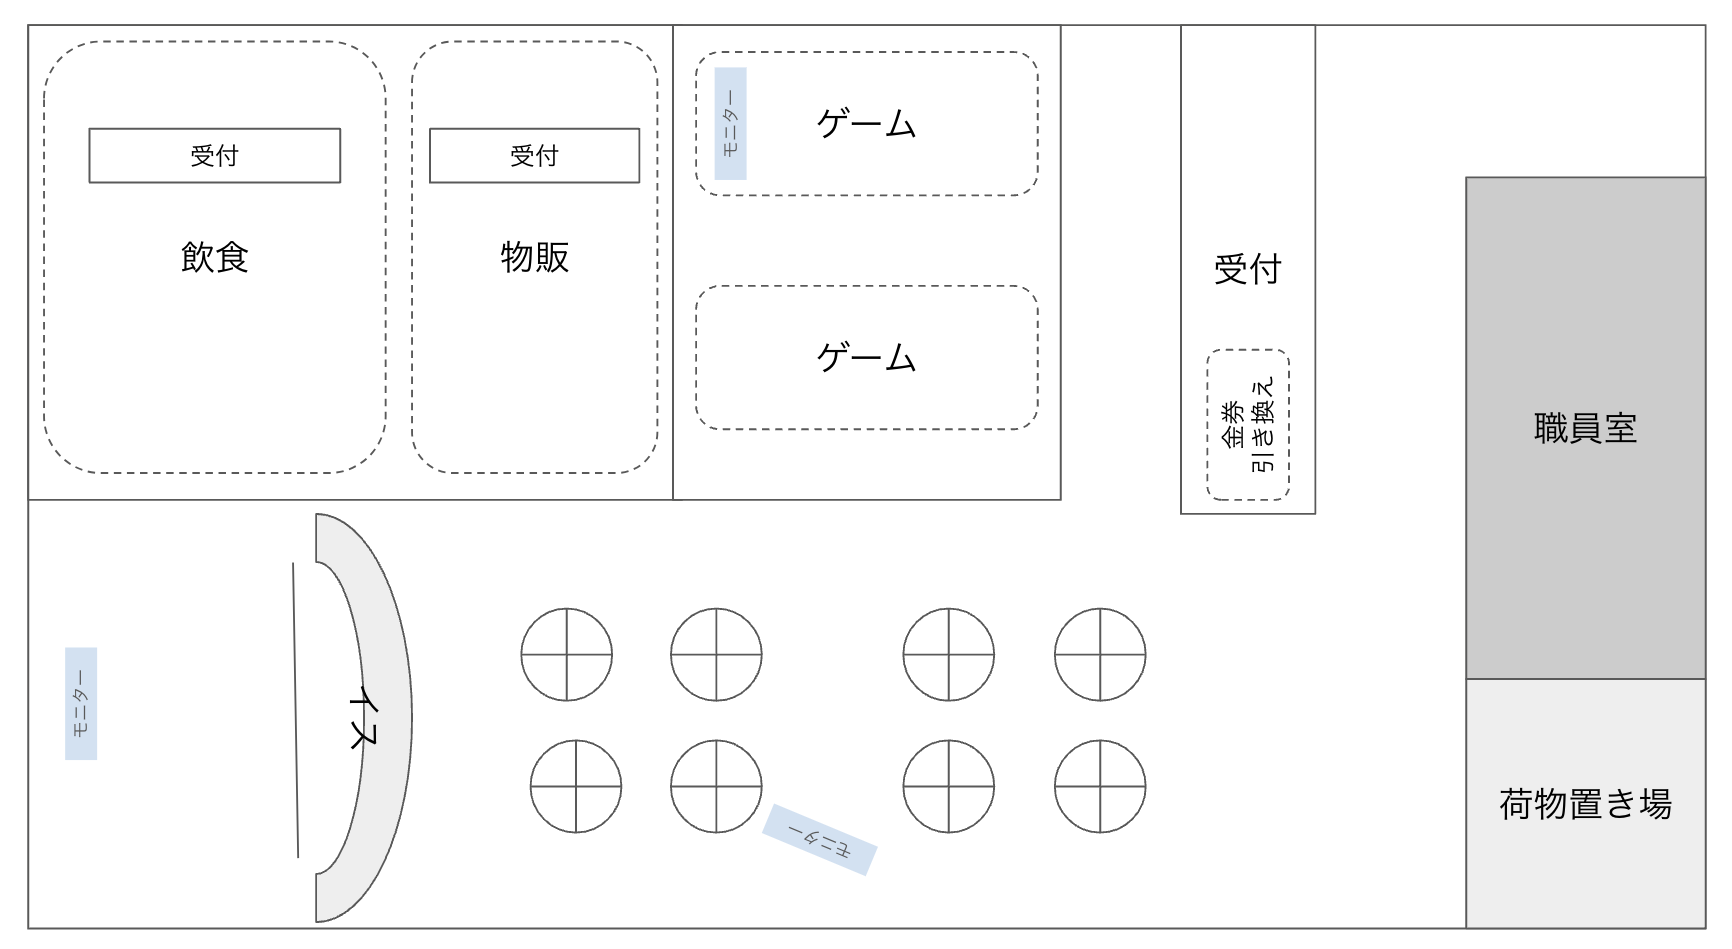 受付
飲食
受付
物販
モニター
ゲーム
ゲーム
受付
金券
引き換え
職員室
荷物置き場
モニター
イス
モニター